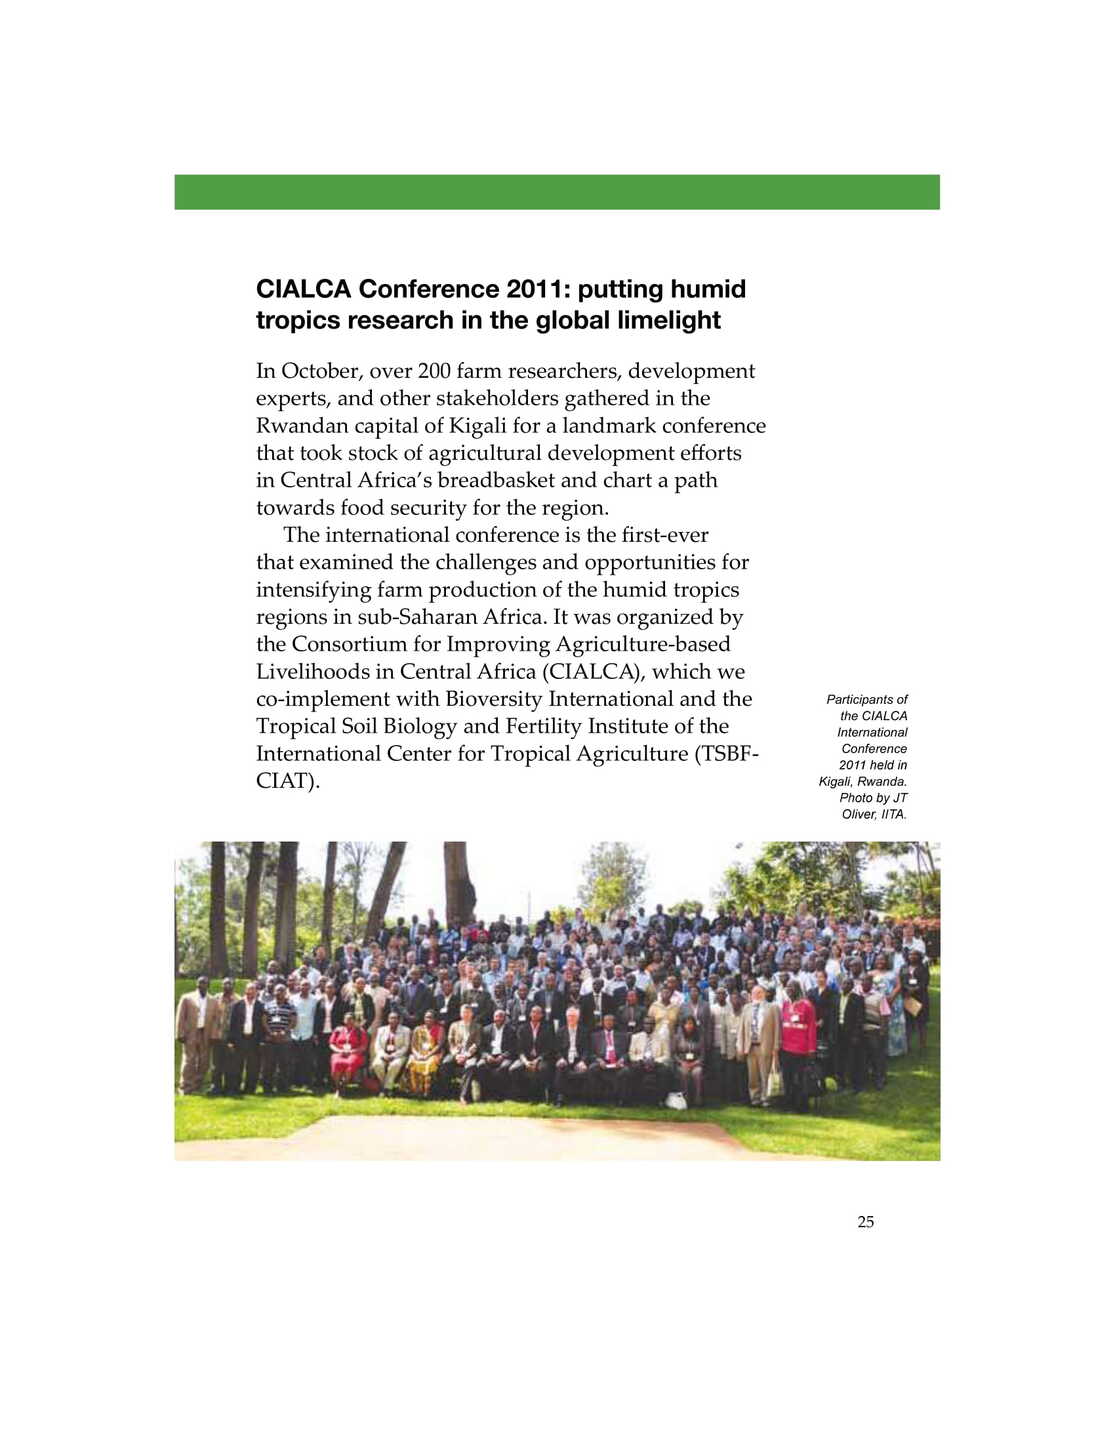 CIALCA Conference 2011: putting humid
tropics research in the global limelight
In October, over 200 farm researchers, development
experts, and other stakeholders gathered in the
Rwandan capital of Kigali for a landmark conference
that took stock of agricultural development efforts
in Central Africa’s breadbasket and chart a path
towards food security for the region.
The international conference is the first-ever
that examined the challenges and opportunities for
intensifying farm production of the humid tropics
regions in sub-Saharan Africa. It was organized by
the Consortium for Improving Agriculture-based
Livelihoods in Central Africa (CIALCA), which we
co-implement with Bioversity International and the
Tropical Soil Biology and Fertility Institute of the
International Center for Tropical Agriculture (TSBF-
CIAT).
Participants of
the CIALCA
International
Conference
2011 held in
Kigali, Rwanda.
Photo by JT
Oliver, IITA.
25